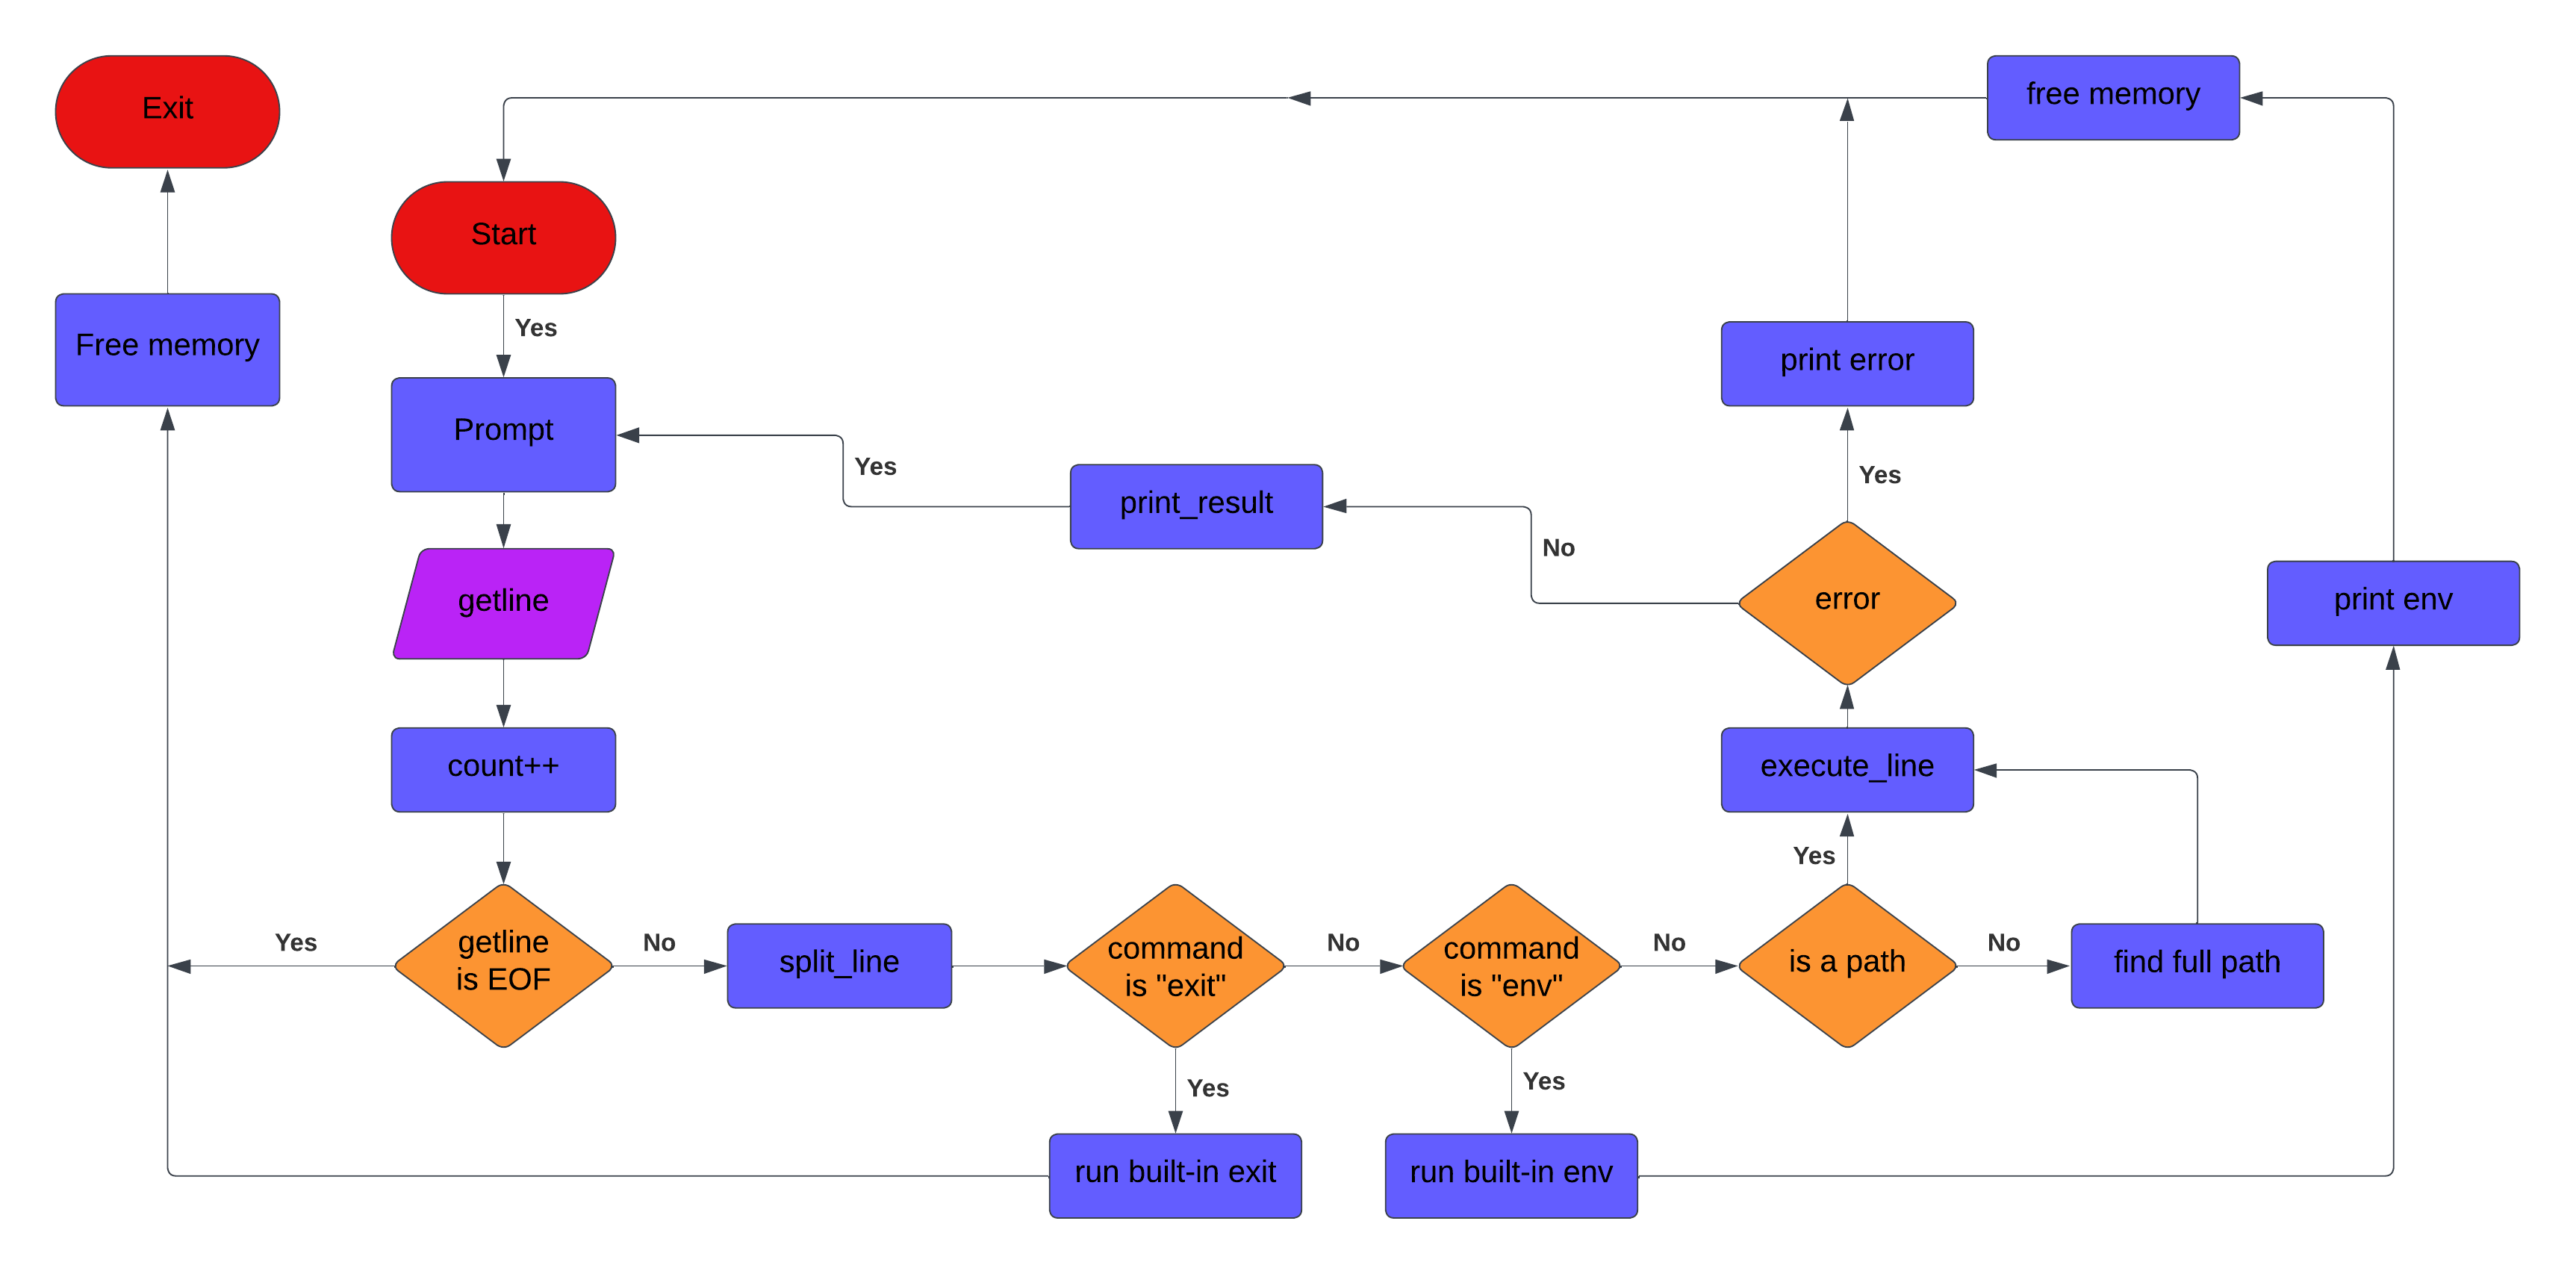 Exit
free memory
Start
Yes
Free memory
print error
Prompt
Yes
print_result
Yes
No
getline
error
print env
count++
execute_line
Yes
Yes
getline
is EOF
No
split_line
command
is "exit"
No
command
is "env"
No
is a path
No
find full path
Yes
Yes
run built-in exit
run built-in env